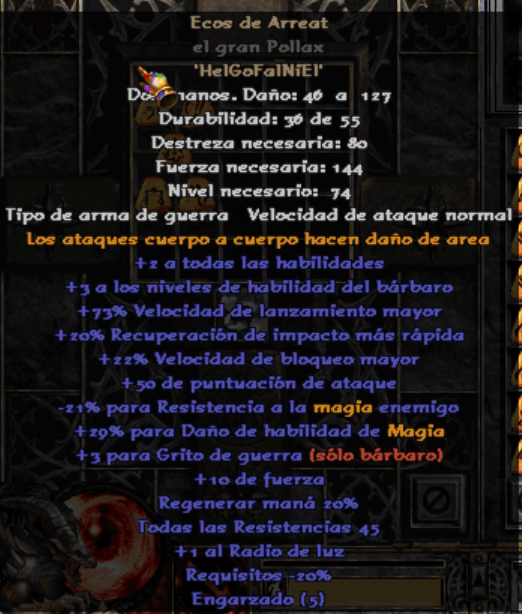 Ecos de Arreat
el gran Pollax
'HelGoFalNiEl'
manos. Daño: 46 a 127
Durabilidad: 36 de 55
Destreza necesaria: 80
Fuerza necesaria: 144
Nivel necesario: 74
Tipo de arma de guerra Velocidad de ataque normal
Los ataques cuerpo a cuerpo hacen daño de area
+2 a todas las habilidades
+3 a los niveles de habilidad del bárbaro
+73% Velocidad de lanzamiento mayor
+20% Recuperación de impacto más rápida
+22% Velocidad de bloqueo mayor
+50 de puntuación de ataque
-21% para Resistencia a la magia enemigo
+29% para Daño de habilidad de Magia
+3 para Grito de guerra (sólo bárbaro)
+10 de fuerza
Regenerar maná 20%
Todas las Resistencias 45
+1 al Radio de luz
Requisitos -20%
Engarzado (5)